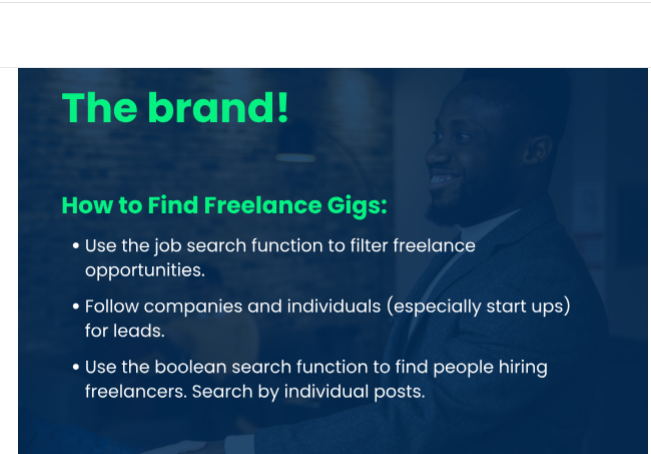 The brand!
How to Find Freelance Gigs:
• Use the job search function to filter freelance
opportunities.
• Follow companies and individuals (especially start ups)
for leads.
• Use the boolean search function to find people hiring
freelancers. Search by individual posts.